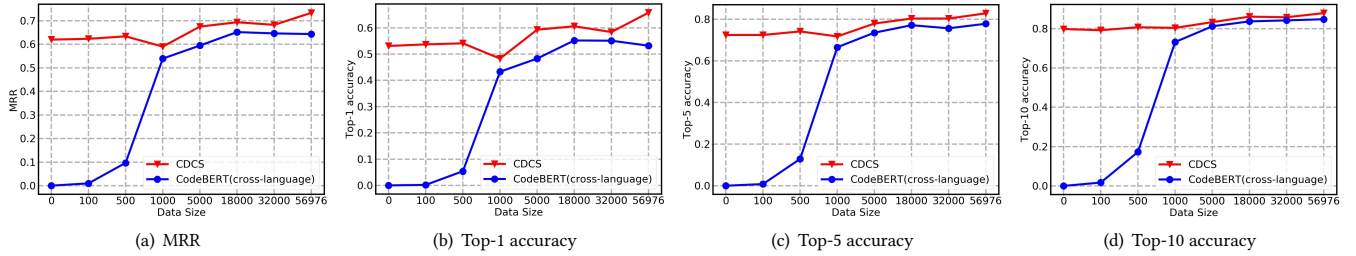 MRR
0.7
0.6
0.5
0.4
0.3
0.2
0.1
0.0
CDCS
CodeBERT(cross-language)
0 100 500 1000 5000 18000 32000 56976
Data Size
(a) MRR
Top-1 accuracy
0.6
0.5
0.4
0.3
0.2
0.1
0.0
CDCS
CodeBERT(cross-language)
0 100 500 1000 5000 18000 32000 56976
Data Size
(b) Top-1 accuracy
Top-5 accuracy
0.8
0.6
0.4
0.2
0.0
CDCS
CodeBERT(cross-language)
0 100 500 1000 5000 18000 32000 56976
Data Size
(c) Top-5 accuracy
Top-10 accuracy
0.8
0.6
0.4
0.2
0.0
CDCS
CodeBERT(cross-language)
0 100 500 1000 5000 18000 32000 56976
Data Size
(d) Top-10 accuracy